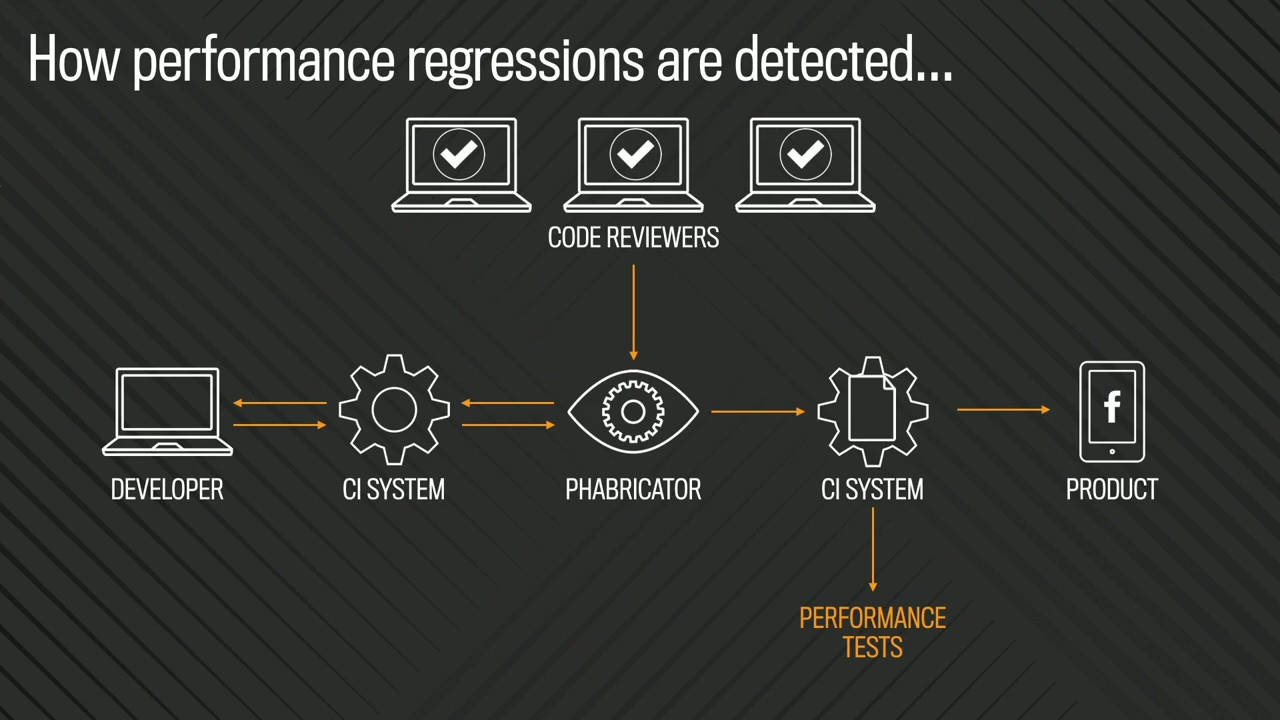 How performance regressions are detected...
CODE REVIEWERS
DEVELOPER
CI SYSTEM
PHABRICATOR
CI SYSTEM
f
PRODUCT
PERFORMANCE
TESTS